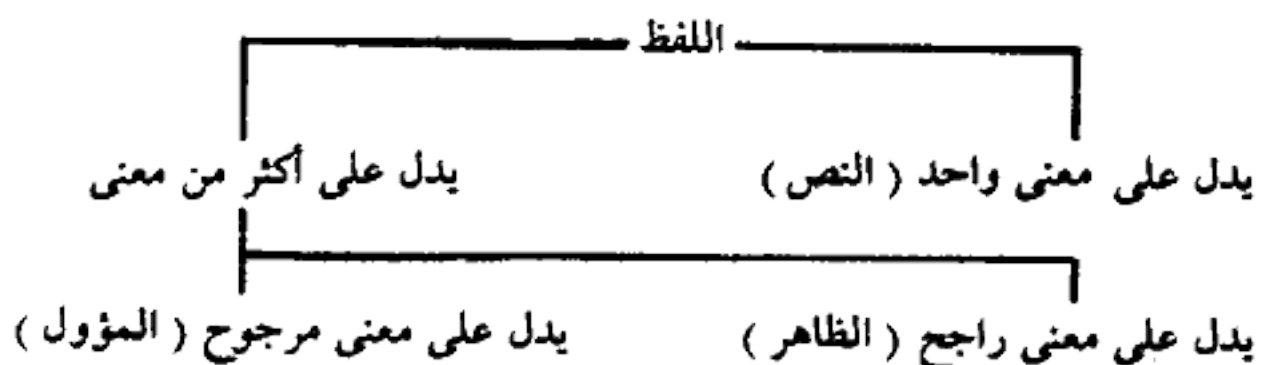 اللفظ
يدل على معنى واحد ( النص )
يدل على أكثر من معنى
يدل على معنى راجح ( الظاهر )
يدل على معنى مرجوح ( المؤول )